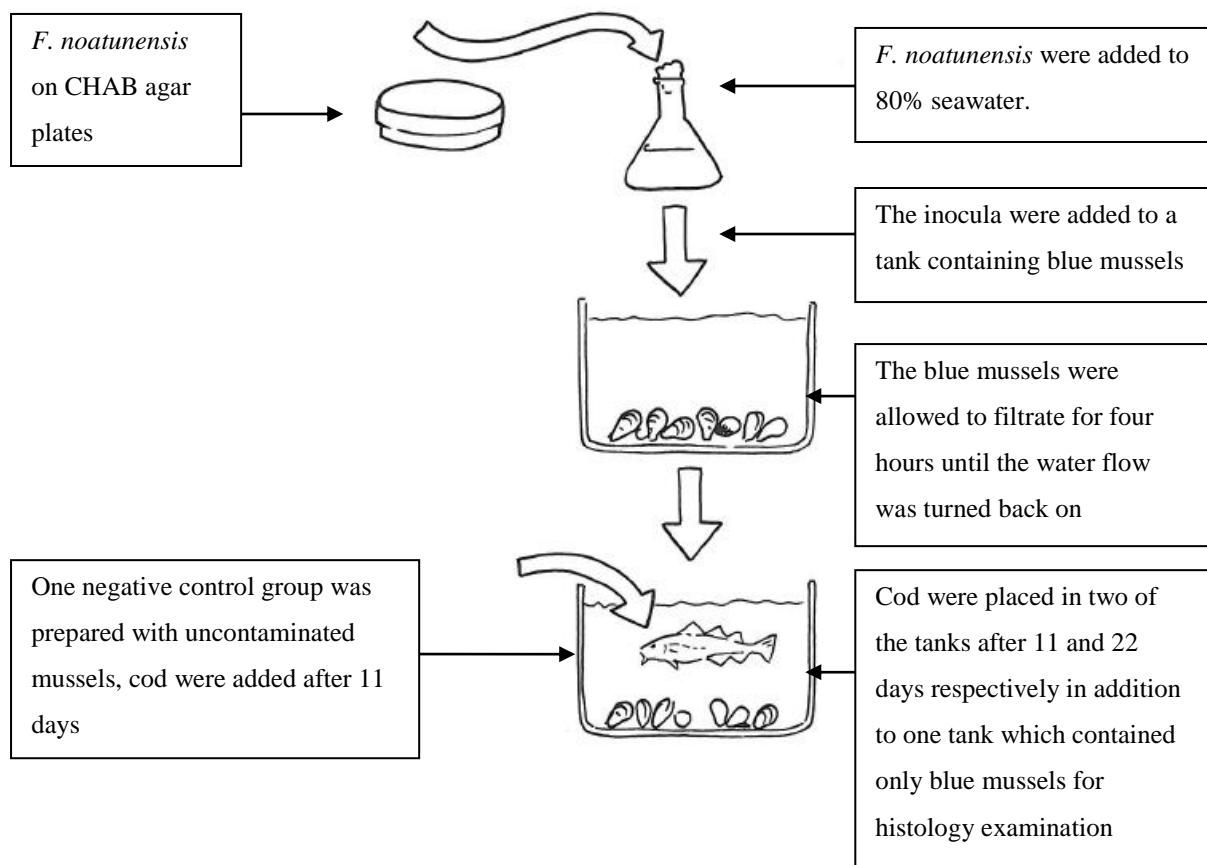 F. noatunensis
on CHAB agar
plates
F. noatunensis were added to
80% seawater.
The inocula were added to a
tank containing blue mussels
The blue mussels were
allowed to filtrate for four
hours until the water flow
was turned back on
One negative control group was
prepared with uncontaminated
mussels, cod were added after 11
days
Cod were placed in two of
the tanks after 11 and 22
days respectively in addition
to one tank which contained
only blue mussels for
histology examination